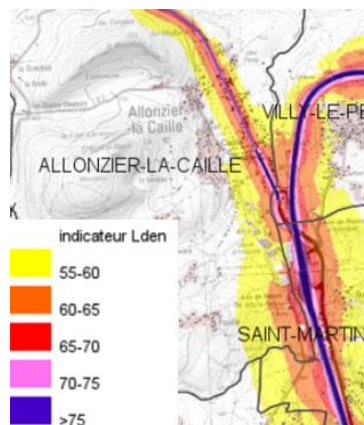 Allonzier
la Caille
VILLY-LE-PE
ALLONZIER-LA-CAILLE
indicateur Lden
55-60
60-65
65-70
70-75
>75
SAINT-MARTIN